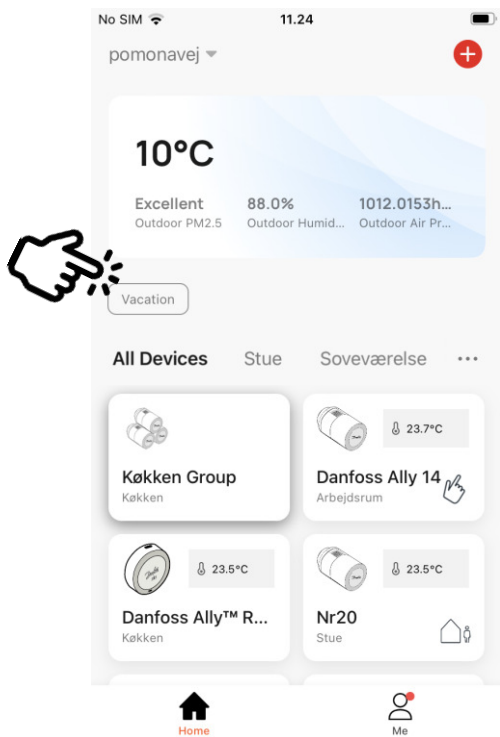 No SIM 11.24
pomonavej
10°C
Excellent 88.0% 1012.0153h...
Outdoor PM2.5 Outdoor Humid... Outdoor Air Pr...
Vacation
All Devices Stue Soveværelse ...
23.7°C
Køkken Group Danfoss Ally 14
Køkken Arbejdsrum
23.5°C 23.5°C
Danfoss Ally™ R... Nr20
Køkken Stue
Home Me